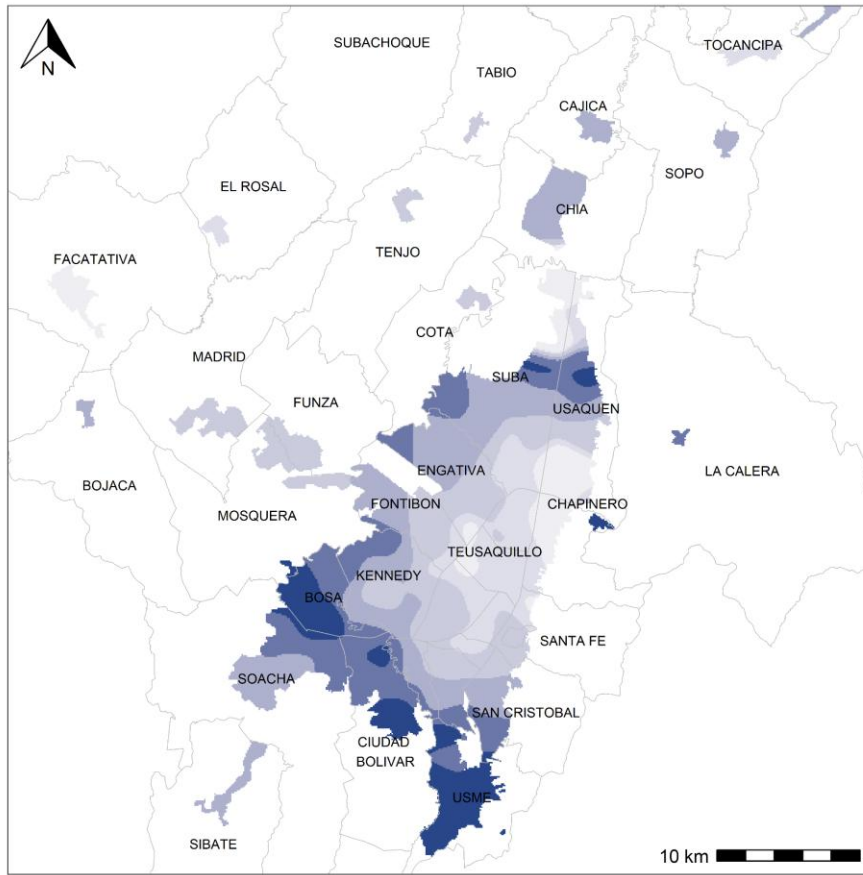 SUBACHOQUE
TOCANCIPA
N
TABIO
CAJICA
SOPO
EL ROSAL
CHIA
TENJO
FACATATIVA
COTA
MADRID
SUBA
FUNZA
USAQUEN
ENGATIVA
LA CALERA
BOJACA
FONTIBON
CHAPINERO
MOSQUERA
TEUSAQUILLO
KENNEDY
BOSA
SANTA FE
SOACHA
SAN CRISTOBAL
CIUDAD
BOLIVAR
USME
SIBATE
10 km